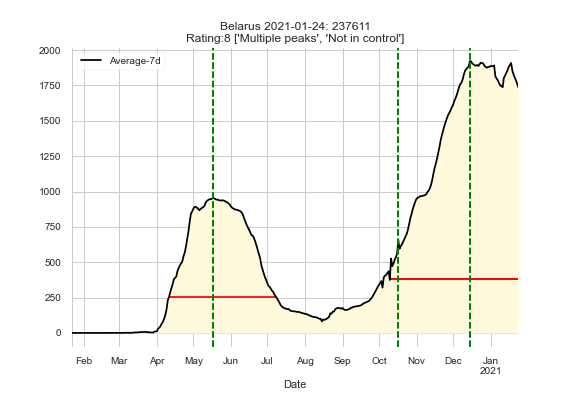 Belarus 2021-01-24: 237611
Rating:8 ['Multiple peaks', 'Not in control']
Average-7d
2000
1750
1500
1250
1000
750
500
250
0
Feb Mar Apr May Jun Jul Aug Sep Oct Nov Dec Jan
2021
Date